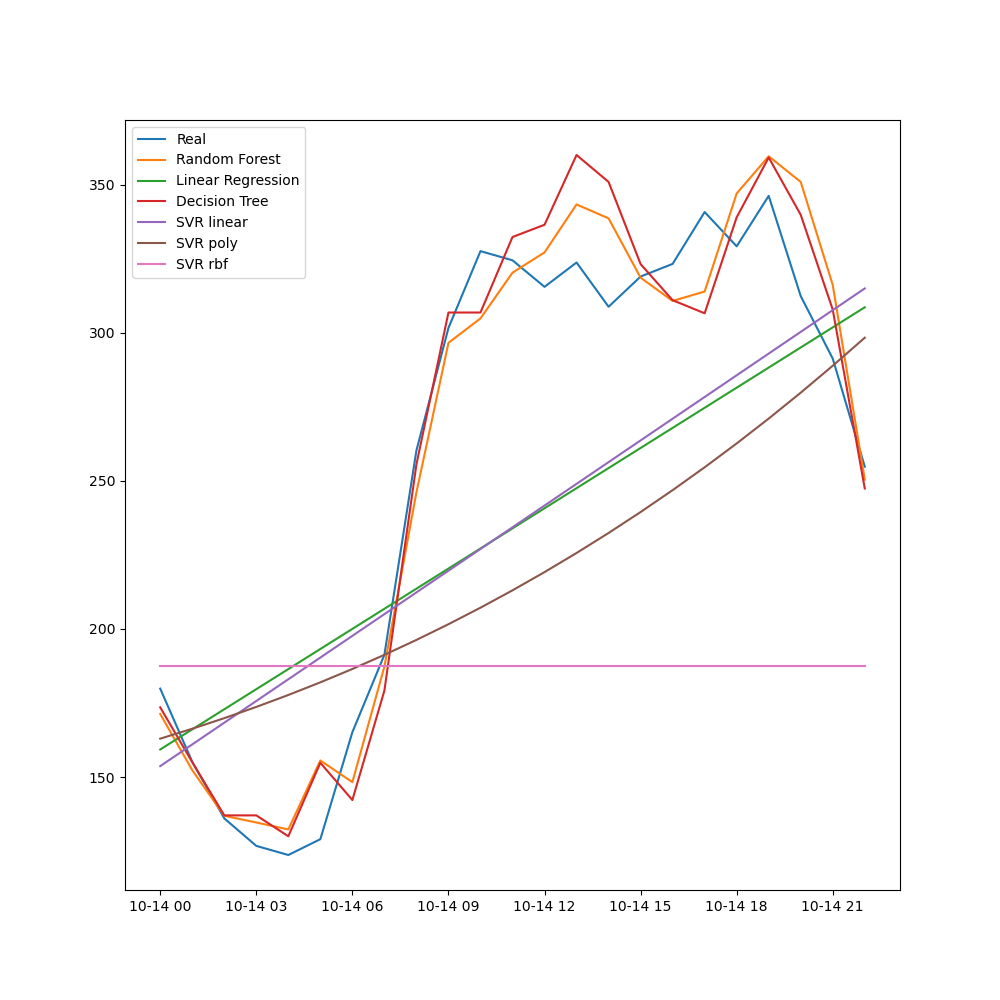 Real
Random Forest
Linear Regression
Decision Tree
SVR linear
SVR poly
SVR rbf
350
300
250
200
150
10-14 00 10-14 03 10-14 06 10-14 09 10-14 12 10-14 15 10-14 18 10-14 21